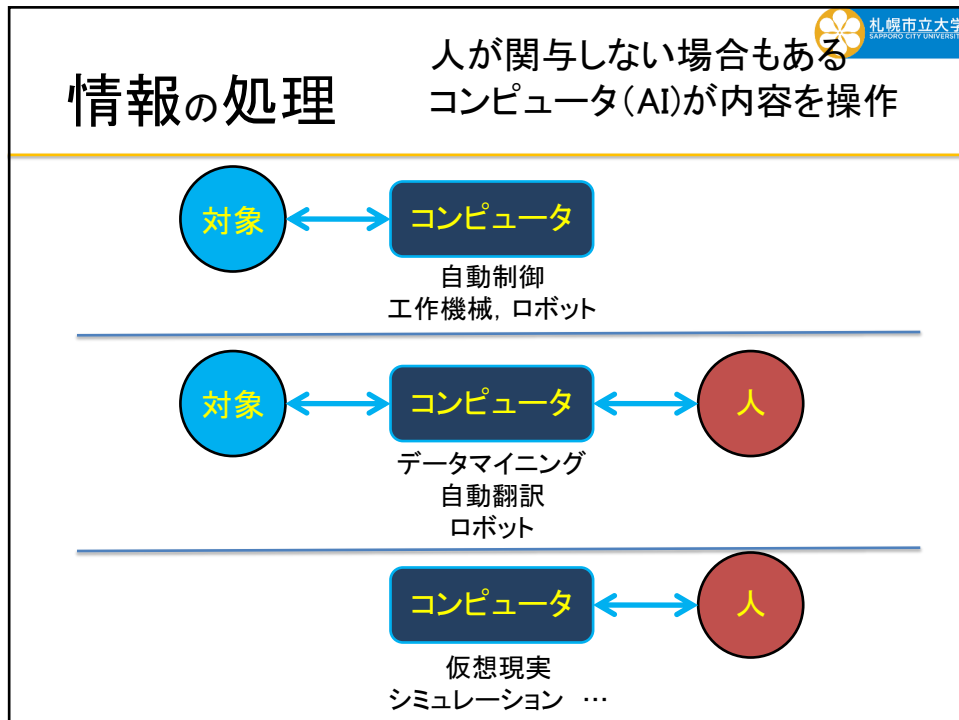 札幌市立大学
SAPPORO CITY UNIVERSITY
人が関与しない場合もある
情報の処理
コンピュータ(AI)が内容を操作
対象
コンピュータ
自動制御
工作機械，ロボット
対象
コンピュータ
人
データマイニング
自動翻訳
ロボット
コンピュータ
人
仮想現実
シミュレーション …